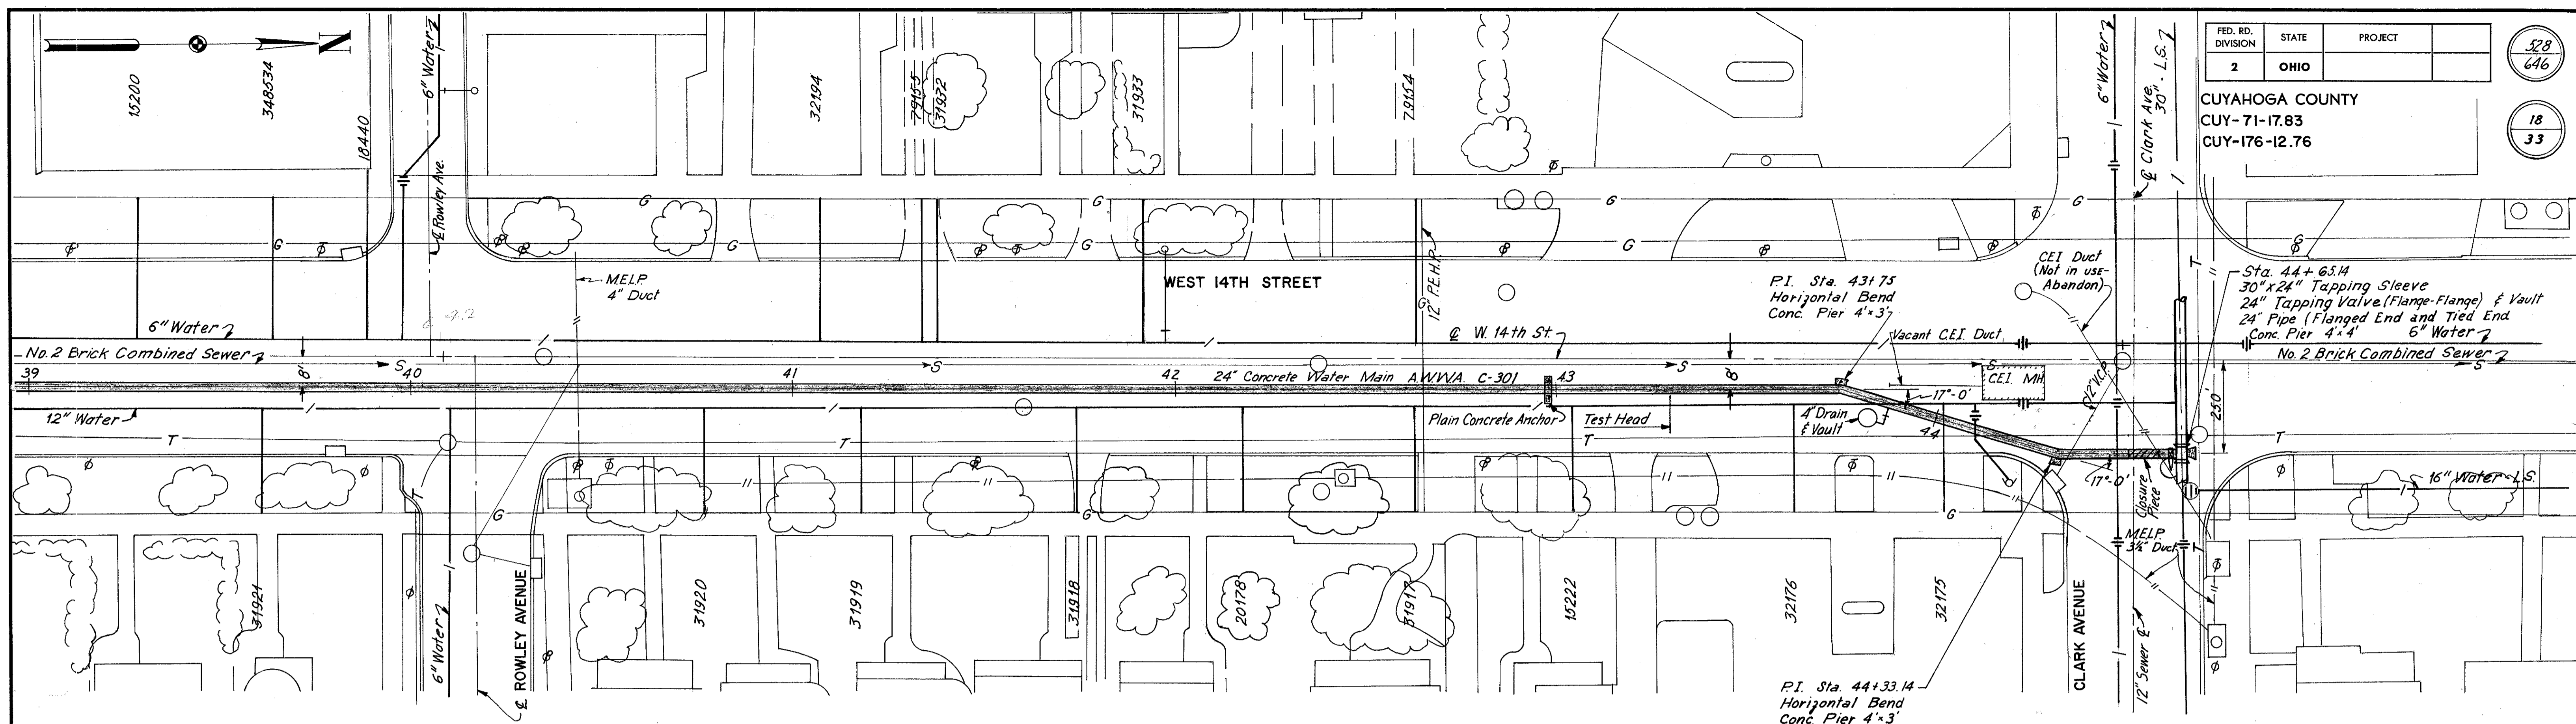 FED. RD. DIVISION STATE PROJECT
2 OHIO
528
646
CUYAHOGA COUNTY
CUY-71-17.83
CUY-176-12.76
18
33
N
15200
348534
18440
6" Water
℄ Rowley Ave.
32194
79155
31932
31933
79154
6" Water
℄ Clark Ave.
30" - L.S.
G
G
G
G
G
G
G
G
G
G
M.E.L.P.
4" Duct
WEST 14TH STREET
12" P.E.H.P.
G
P.I. Sta. 43+75
Horizontal Bend
Conc. Pier 4'x3'
CEI Duct
(Not in use-
Abandon)
T
Sta. 44+65.14
30"x24" Tapping Sleeve
24" Tapping Valve (Flange-Flange) & Vault
24" Pipe (Flanged End and Tied End
Conc. Pier 4'x4'
6" Water
6" Water
No. 2 Brick Combined Sewer
S
S
℄ W. 14th St.
S
Vacant C.E.I. Duct
S
No. 2 Brick Combined Sewer
S
39
8'
40
41
42
24" Concrete Water Main A.W.W.A. C-301
43
8'
17°-0'
C.E.I. MH
12" V.C.P.
25.0'
12" Water
Plain Concrete Anchor
Test Head
4" Drain
& Vault
44
T
T
T
T
T
17°-0'
Closure
Piece
16" Water-L.S.
G
G
G
M.E.L.P.
3½" Duct
T
31921
6" Water
℄ ROWLEY AVENUE
31920
31919
31918
20178
31917
15222
32176
32175
CLARK AVENUE
12" Sewer ℄
P.I. Sta. 44+33.14
Horizontal Bend
Conc. Pier 4'x3'